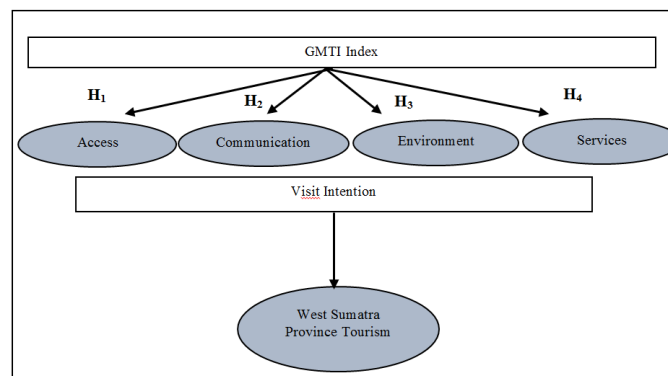 GMTI Index
H1
H2
H3
H4
Access
Communication
Environment
Services
Visit Intention
West Sumatra
Province Tourism